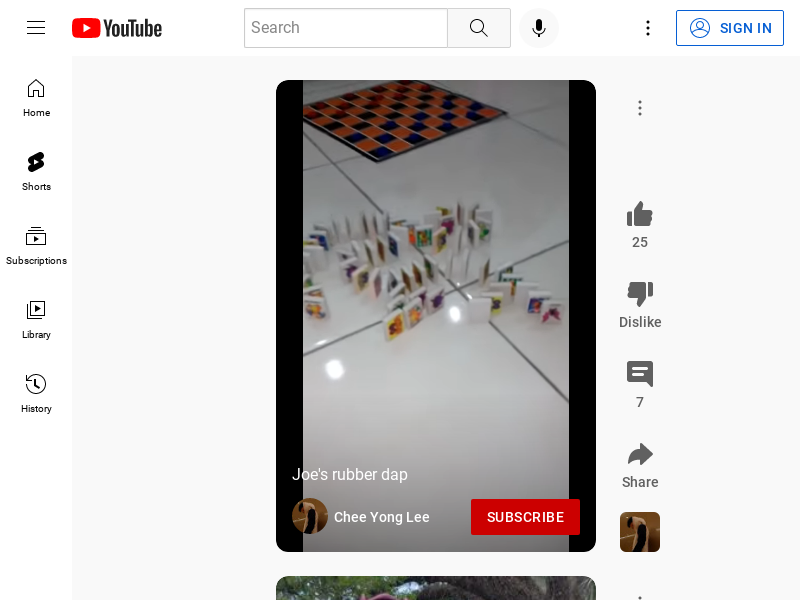 YouTube
Search
SIGN IN
Home
Shorts
Subscriptions
Library
History
25
Dislike
7
Share
Joe's rubber dap
Chee Yong Lee
SUBSCRIBE